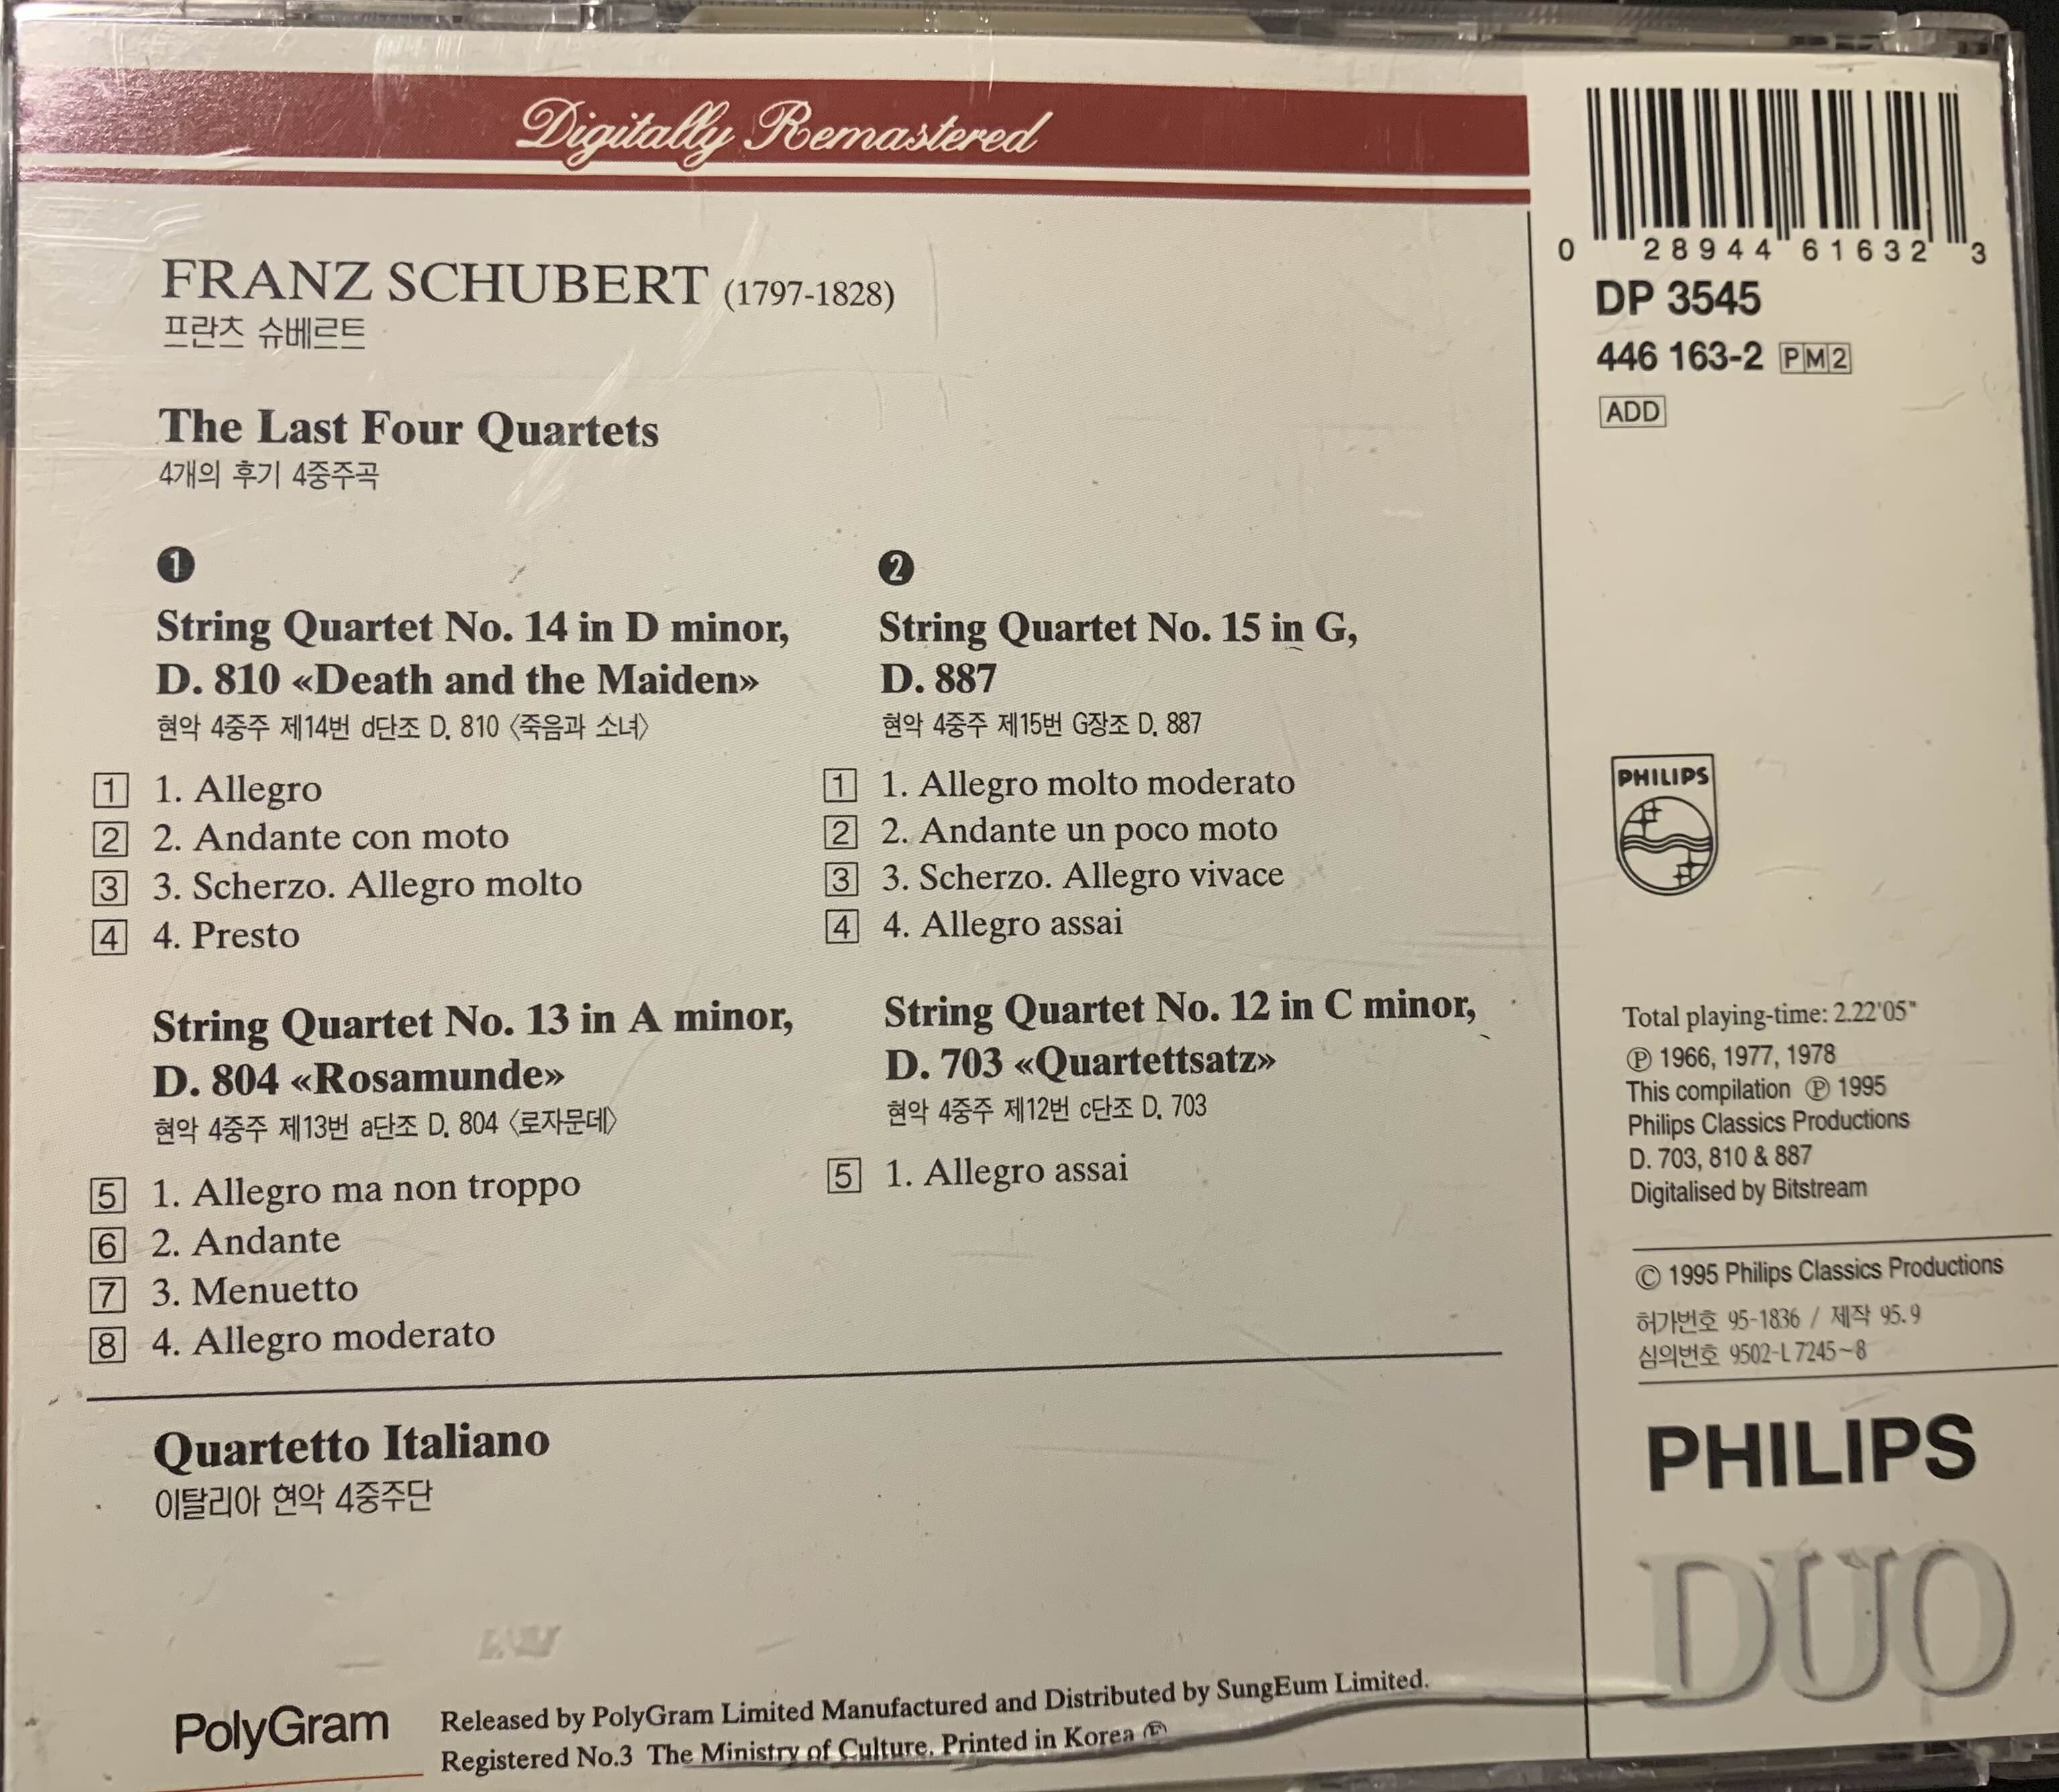 Digitally Remastered
FRANZ SCHUBERT (1797-1828)
프란츠 슈베르트
The Last Four Quartets
4개의 후기 4중주곡
1
String Quartet No. 14 in D minor,
D. 810 «Death and the Maiden»
현악 4중주 제14번 d단조 D. 810 〈죽음과 소녀〉
1 1. Allegro
2 2. Andante con moto
3 3. Scherzo. Allegro molto
4 4. Presto
String Quartet No. 13 in A minor,
D. 804 «Rosamunde»
현악 4중주 제13번 a단조 D. 804 〈로자문데〉
5 1. Allegro ma non troppo
6 2. Andante
7 3. Menuetto
8 4. Allegro moderato
2
String Quartet No. 15 in G,
D. 887
현악 4중주 제15번 G장조 D. 887
1 1. Allegro molto moderato
2 2. Andante un poco moto
3 3. Scherzo. Allegro vivace
4 4. Allegro assai
String Quartet No. 12 in C minor,
D. 703 «Quartettsatz»
현악 4중주 제12번 c단조 D. 703
5 1. Allegro assai
Quartetto Italiano
이탈리아 현악 4중주단
PolyGram
Released by PolyGram Limited Manufactured and Distributed by SungEum Limited.
Registered No.3 The Ministry of Culture. Printed in Korea Ⓔ
0 28944 61632 3
DP 3545
446 163-2 PM2
ADD
PHILIPS
Total playing-time: 2.22'05"
Ⓟ 1966, 1977, 1978
This compilation Ⓟ 1995
Philips Classics Productions
D. 703, 810 & 887
Digitalised by Bitstream
© 1995 Philips Classics Productions
허가번호 95-1836 / 제작 95.9
심의번호 9502-L7245~8
PHILIPS
DUO